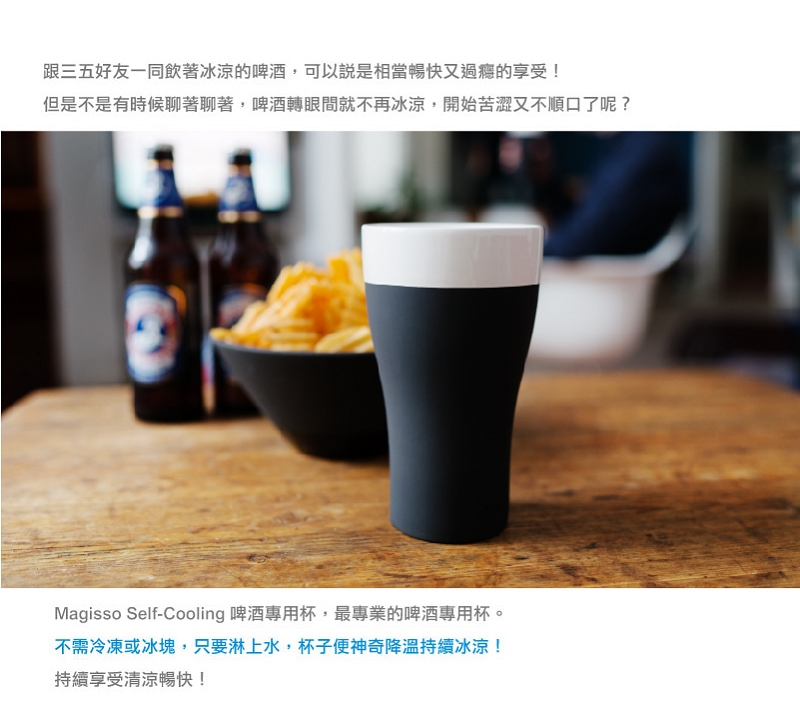 跟三五好友一同飲著冰涼的啤酒，可以說是相當暢快又過癮的享受！
但是不是有時候聊著聊著，啤酒轉眼間就不再冰涼，開始苦澀又不順口了呢？
Magisso Self-Cooling 啤酒專用杯，最專業的啤酒專用杯。
不需冷凍或冰塊，只要淋上水，杯子便神奇降溫持續冰涼！
持續享受清涼暢快！